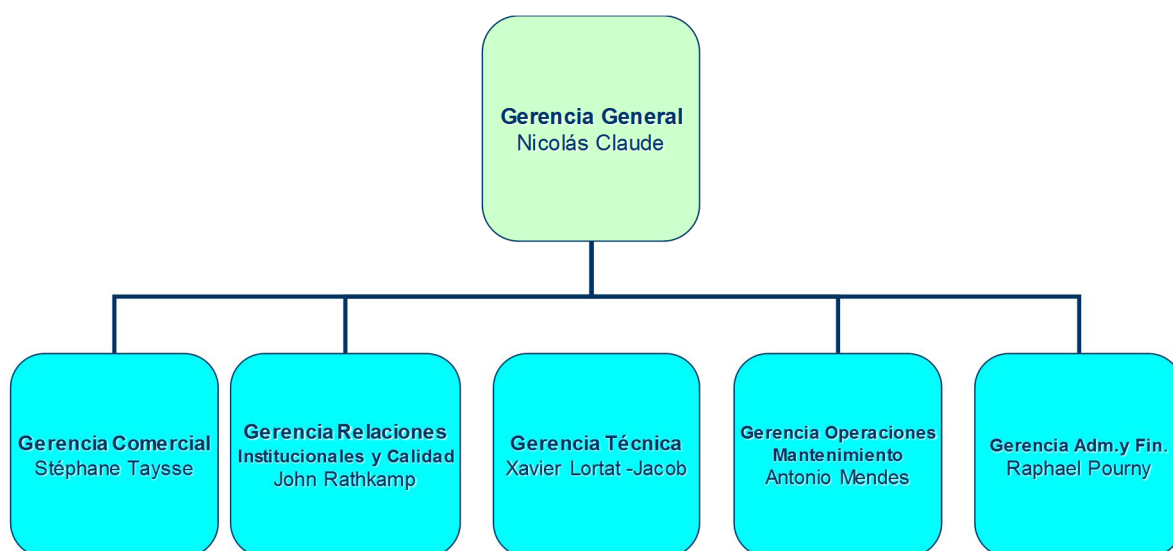 Gerencia General
Nicolás Claude
Gerencia Comercial
Stéphane Taysse
Gerencia Relaciones
Institucionales y Calidad
John Rathkamp
Gerencia Técnica
Xavier Lortat -Jacob
Gerencia Operaciones
Mantenimiento
Antonio Mendes
Gerencia Adm.y Fin.
Raphael Pourny